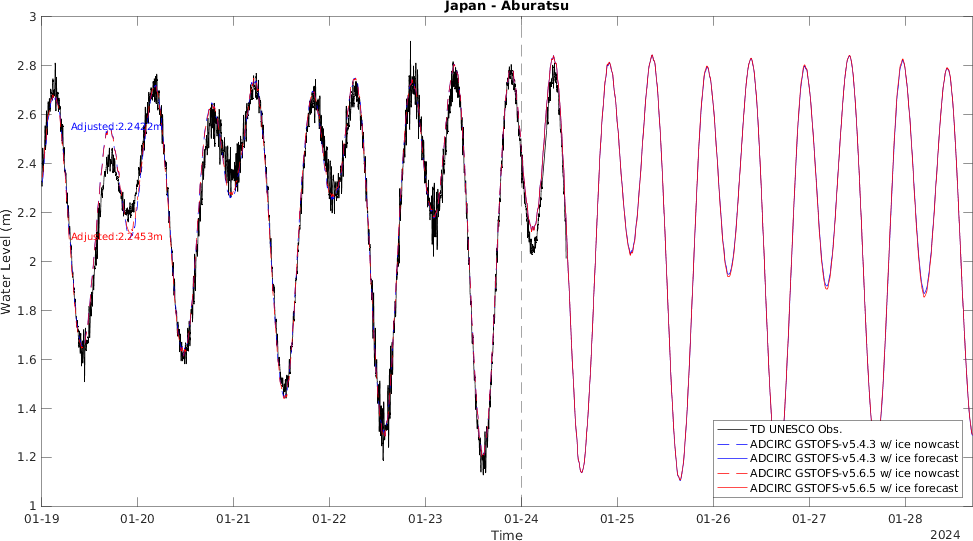 Japan - Aburatsu
3
2.8
2.6
2.4
2.2
2
1.8
1.6
1.4
1.2
1
Water Level (m)
Adjusted:2.2422m
Adjusted:2.2453m
TD UNESCO Obs.
ADCIRC GSTOFS-v5.4.3 w/ ice nowcast
ADCIRC GSTOFS-v5.4.3 w/ ice forecast
ADCIRC GSTOFS-v5.6.5 w/ ice nowcast
ADCIRC GSTOFS-v5.6.5 w/ ice forecast
01-19 01-20 01-21 01-22 01-23 01-24 01-25 01-26 01-27 01-28
Time
2024